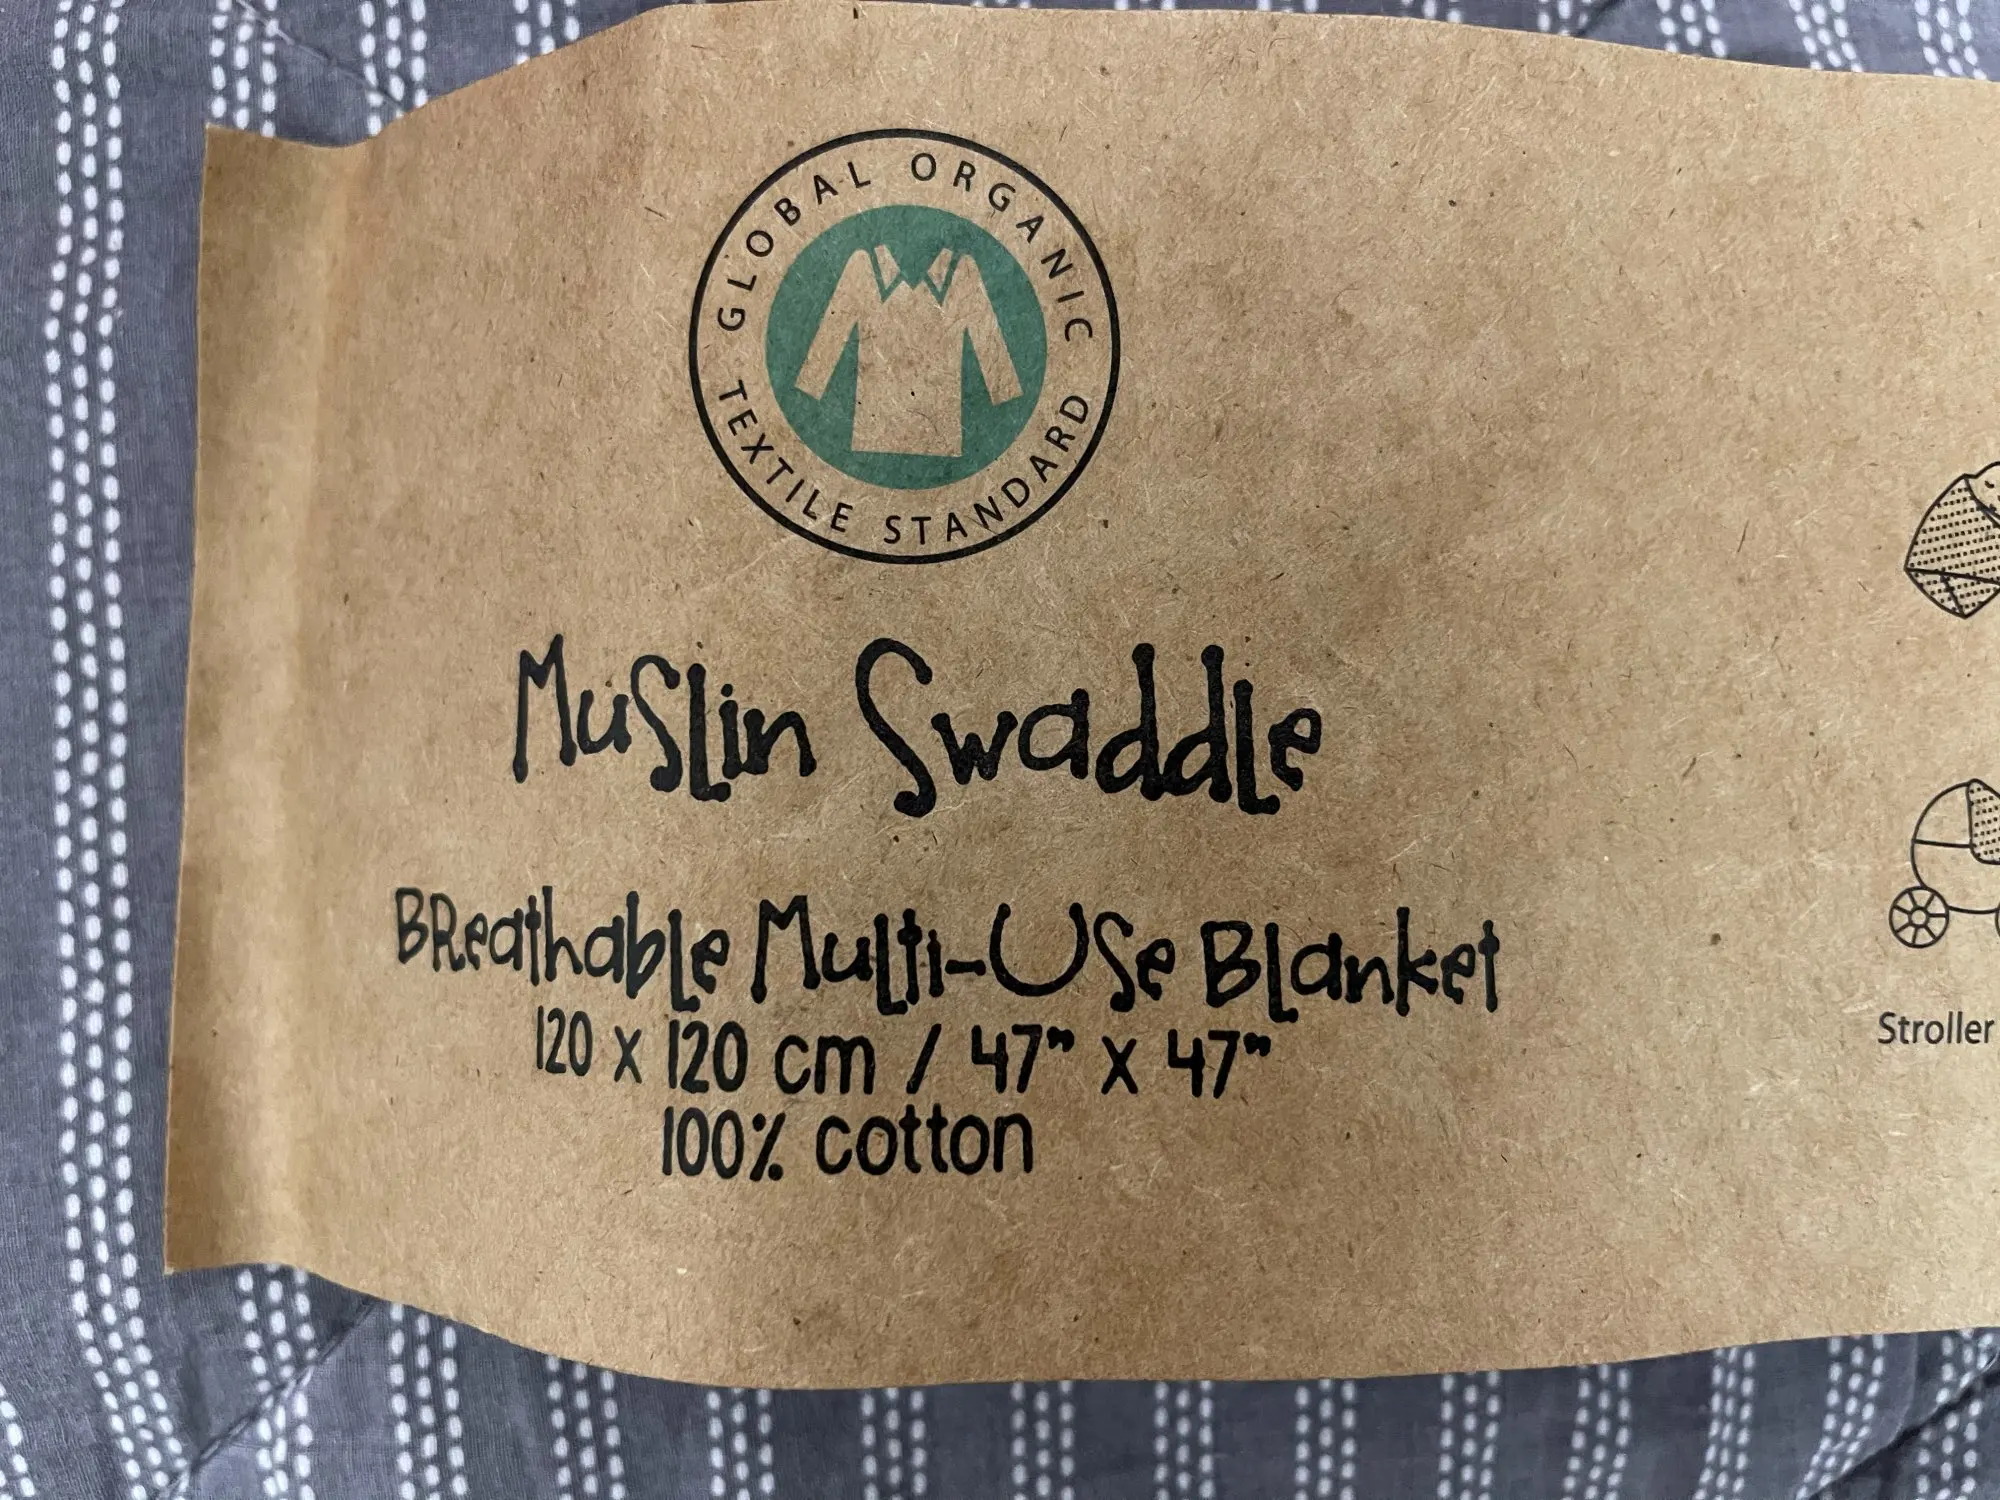 GLOBAL ORGANIC
TEXTILE STANDARD
Muslin Swaddle
Breathable Multi-Use Blanket
120 x 120 cm / 47" x 47"
100% cotton
Stroller